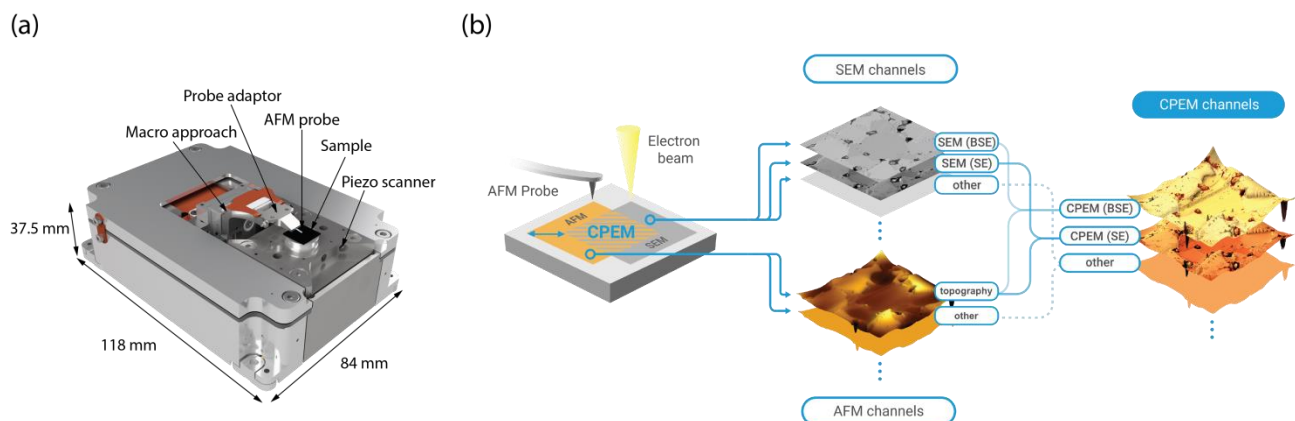 (a)
Probe adaptor
AFM probe
Macro approach
Sample
Piezo scanner
37.5 mm
118 mm
84 mm
(b)
SEM channels
CPEM channels
Electron
beam
AFM Probe
AFM
CPEM
SEM
SEM (BSE)
SEM (SE)
other
topography
other
CPEM (BSE)
CPEM (SE)
other
AFM channels